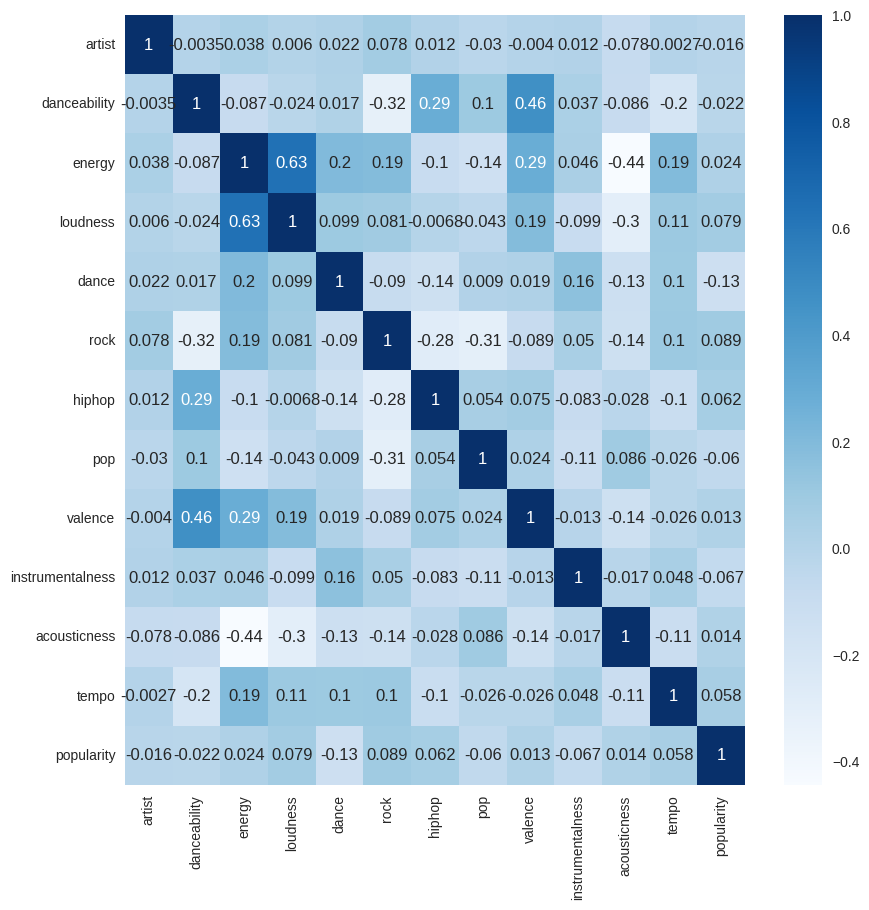 artist 1 -0.0035 0.038 0.006 0.022 0.078 0.012 -0.03 -0.004 0.012 -0.078 -0.0027 -0.016
danceability -0.0035 1 -0.087 -0.024 0.017 -0.32 0.29 0.1 0.46 0.037 -0.086 -0.2 -0.022
energy 0.038 -0.087 1 0.63 0.2 0.19 -0.1 -0.14 0.29 0.046 -0.44 0.19 0.024
loudness 0.006 -0.024 0.63 1 0.099 0.081 -0.0068 -0.043 0.19 -0.099 -0.3 0.11 0.079
dance 0.022 0.017 0.2 0.099 1 -0.09 -0.14 0.009 0.019 0.16 -0.13 0.1 -0.13
rock 0.078 -0.32 0.19 0.081 -0.09 1 -0.28 -0.31 -0.089 0.05 -0.14 0.1 0.089
hiphop 0.012 0.29 -0.1 -0.0068 -0.14 -0.28 1 0.054 0.075 -0.083 -0.028 -0.1 0.062
pop -0.03 0.1 -0.14 -0.043 0.009 -0.31 0.054 1 0.024 -0.11 0.086 -0.026 -0.06
valence -0.004 0.46 0.29 0.19 0.019 -0.089 0.075 0.024 1 -0.013 -0.14 -0.026 0.013
instrumentalness 0.012 0.037 0.046 -0.099 0.16 0.05 -0.083 -0.11 -0.013 1 -0.017 0.048 -0.067
acousticness -0.078 -0.086 -0.44 -0.3 -0.13 -0.14 -0.028 0.086 -0.14 -0.017 1 -0.11 0.014
tempo -0.0027 -0.2 0.19 0.11 0.1 0.1 -0.1 -0.026 -0.026 0.048 -0.11 1 0.058
popularity -0.016 -0.022 0.024 0.079 -0.13 0.089 0.062 -0.06 0.013 -0.067 0.014 0.058 1
artist danceability energy loudness dance rock hiphop pop valence instrumentalness acousticness tempo popularity
1.0
0.8
0.6
0.4
0.2
0.0
−0.2
−0.4